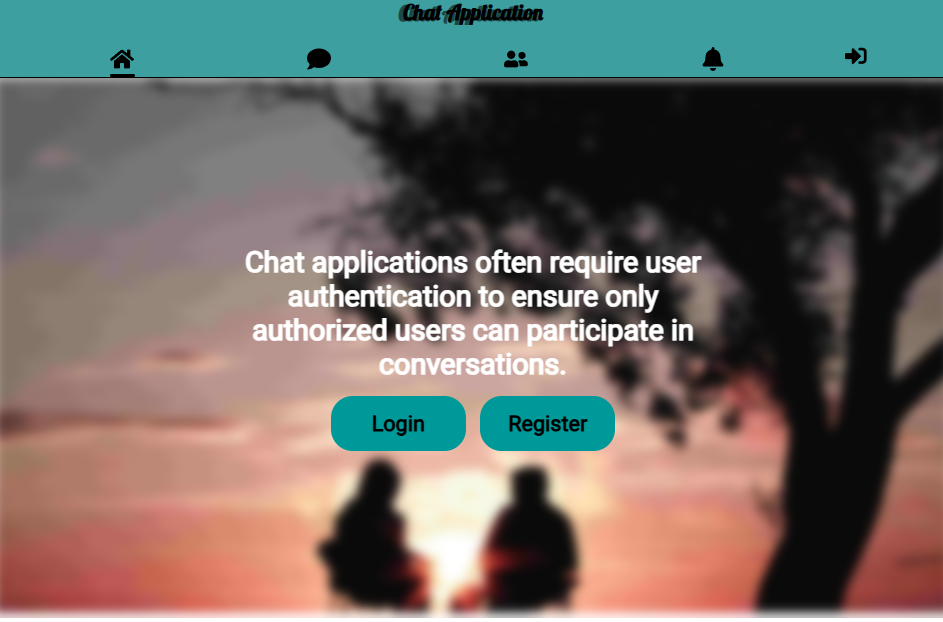 Chat Application
Chat applications often require user
authentication to ensure only
authorized users can participate in
conversations.
Login
Register